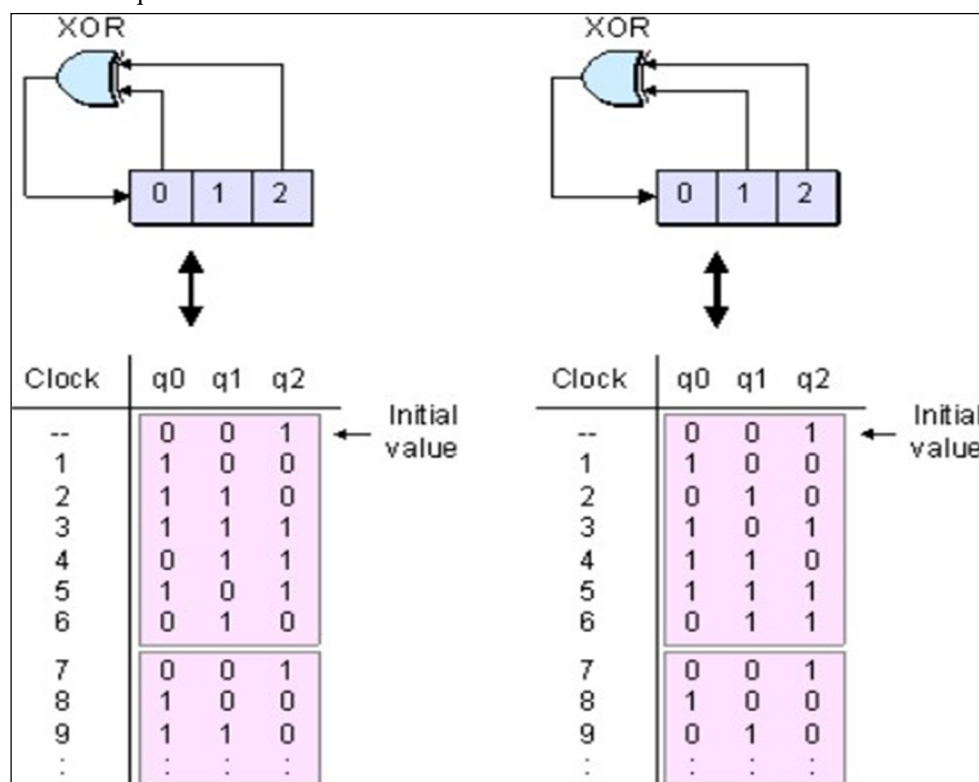 XOR XOR
0 1 2 0 1 2
Clock q0 q1 q2 Clock q0 q1 q2
-- 0 0 1 Initial value -- 0 0 1 Initial value
1 1 0 0 1 1 0 0
2 1 1 0 2 0 1 0
3 1 1 1 3 1 0 1
4 0 1 1 4 1 1 0
5 1 0 1 5 1 1 1
6 0 1 0 6 0 1 1
7 0 0 1 7 0 0 1
8 1 0 0 8 1 0 0
9 1 1 0 9 0 1 0
: : : : : : : :